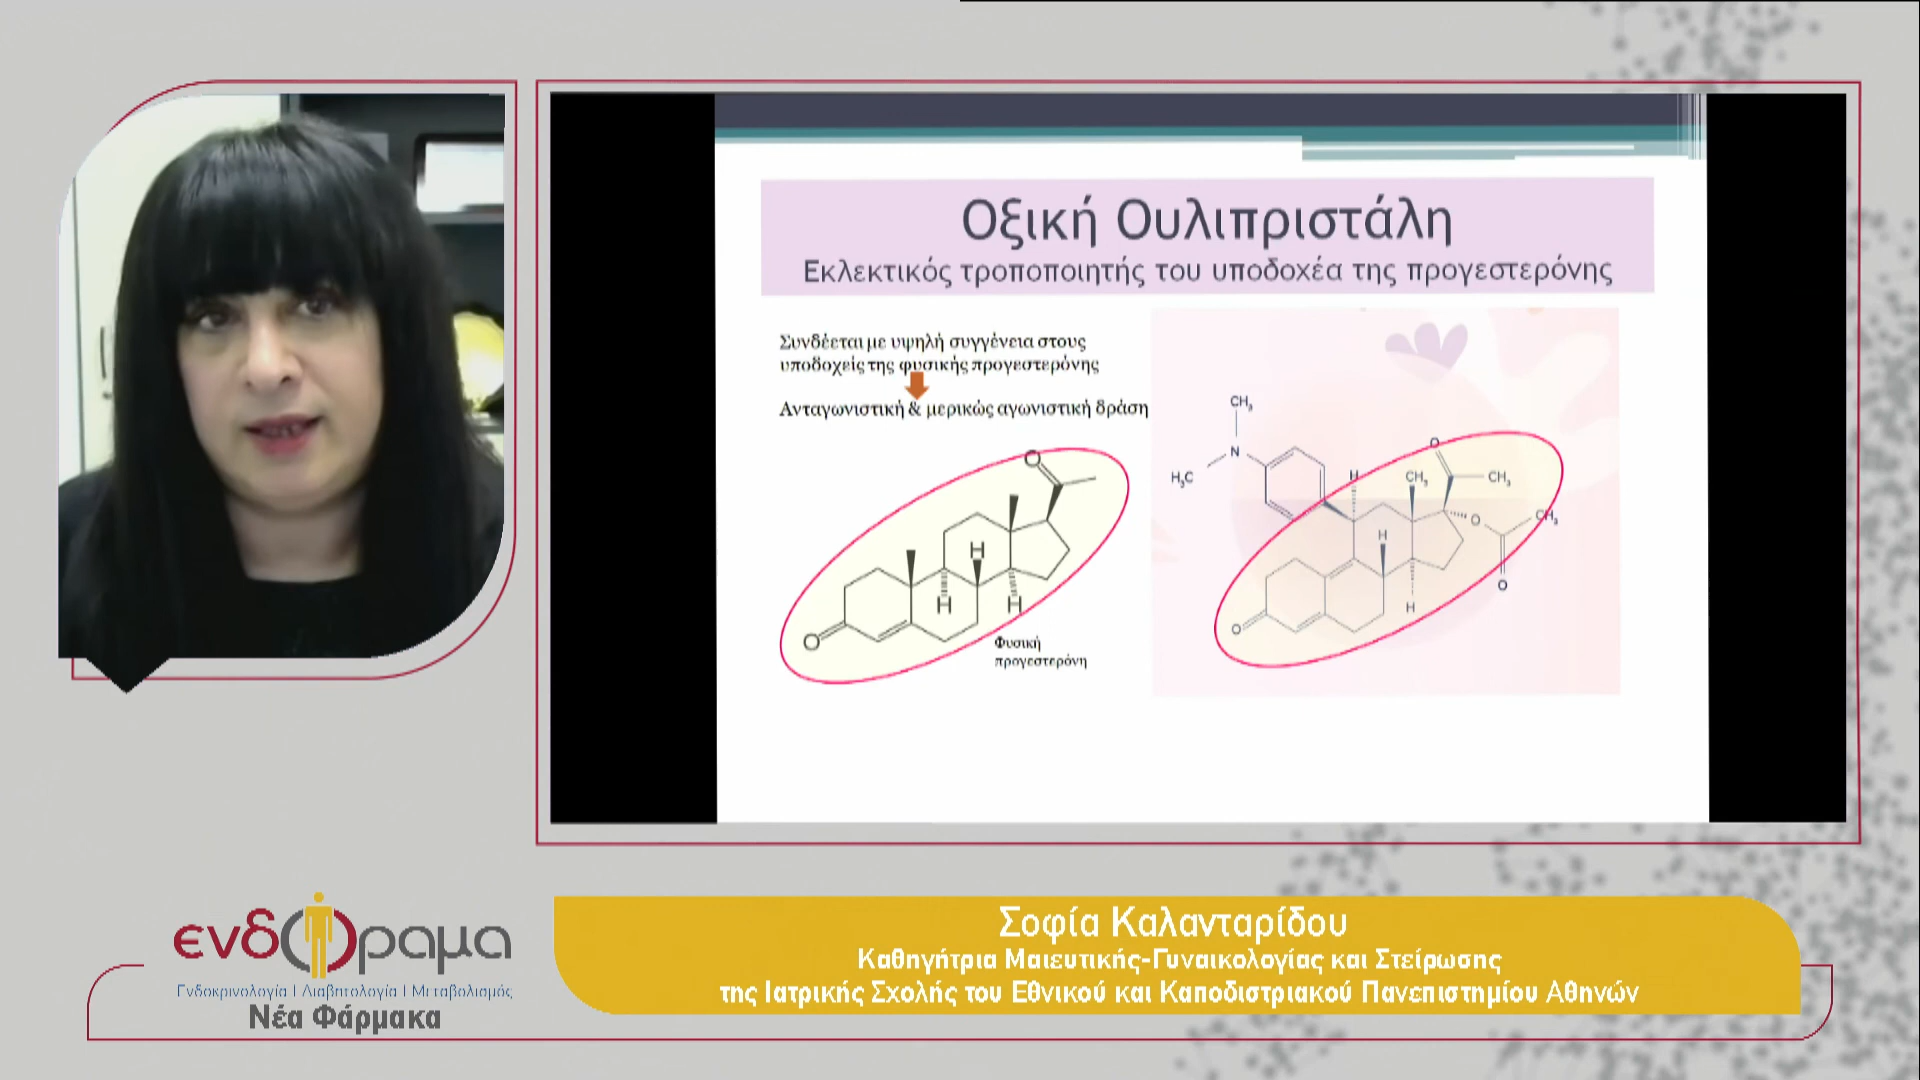 Οξική Ουλιπριστάλη
Εκλεκτικός τροποποιητής του υποδοχέα της προγεστερόνης
Συνδέεται με υψηλή συγγένεια στους
υποδοχείς της φυσικής προγεστερόνης
Ανταγωνιστική & μερικώς αγωνιστική δράση
O
H
H
H
O
Φυσική
προγεστερόνη
CH₃
N
H₃C
H
O
CH₃
CH₃
O
CH₃
H
O
H
O
ενδόραμα
Ενδοκρινολογία | Διαβητολογία | Μεταβολισμός
Νέα Φάρμακα
Σοφία Καλανταρίδου
Καθηγήτρια Μαιευτικής-Γυναικολογίας και Στείρωσης
της Ιατρικής Σχολής του Εθνικού και Καποδιστριακού Πανεπιστημίου Αθηνών